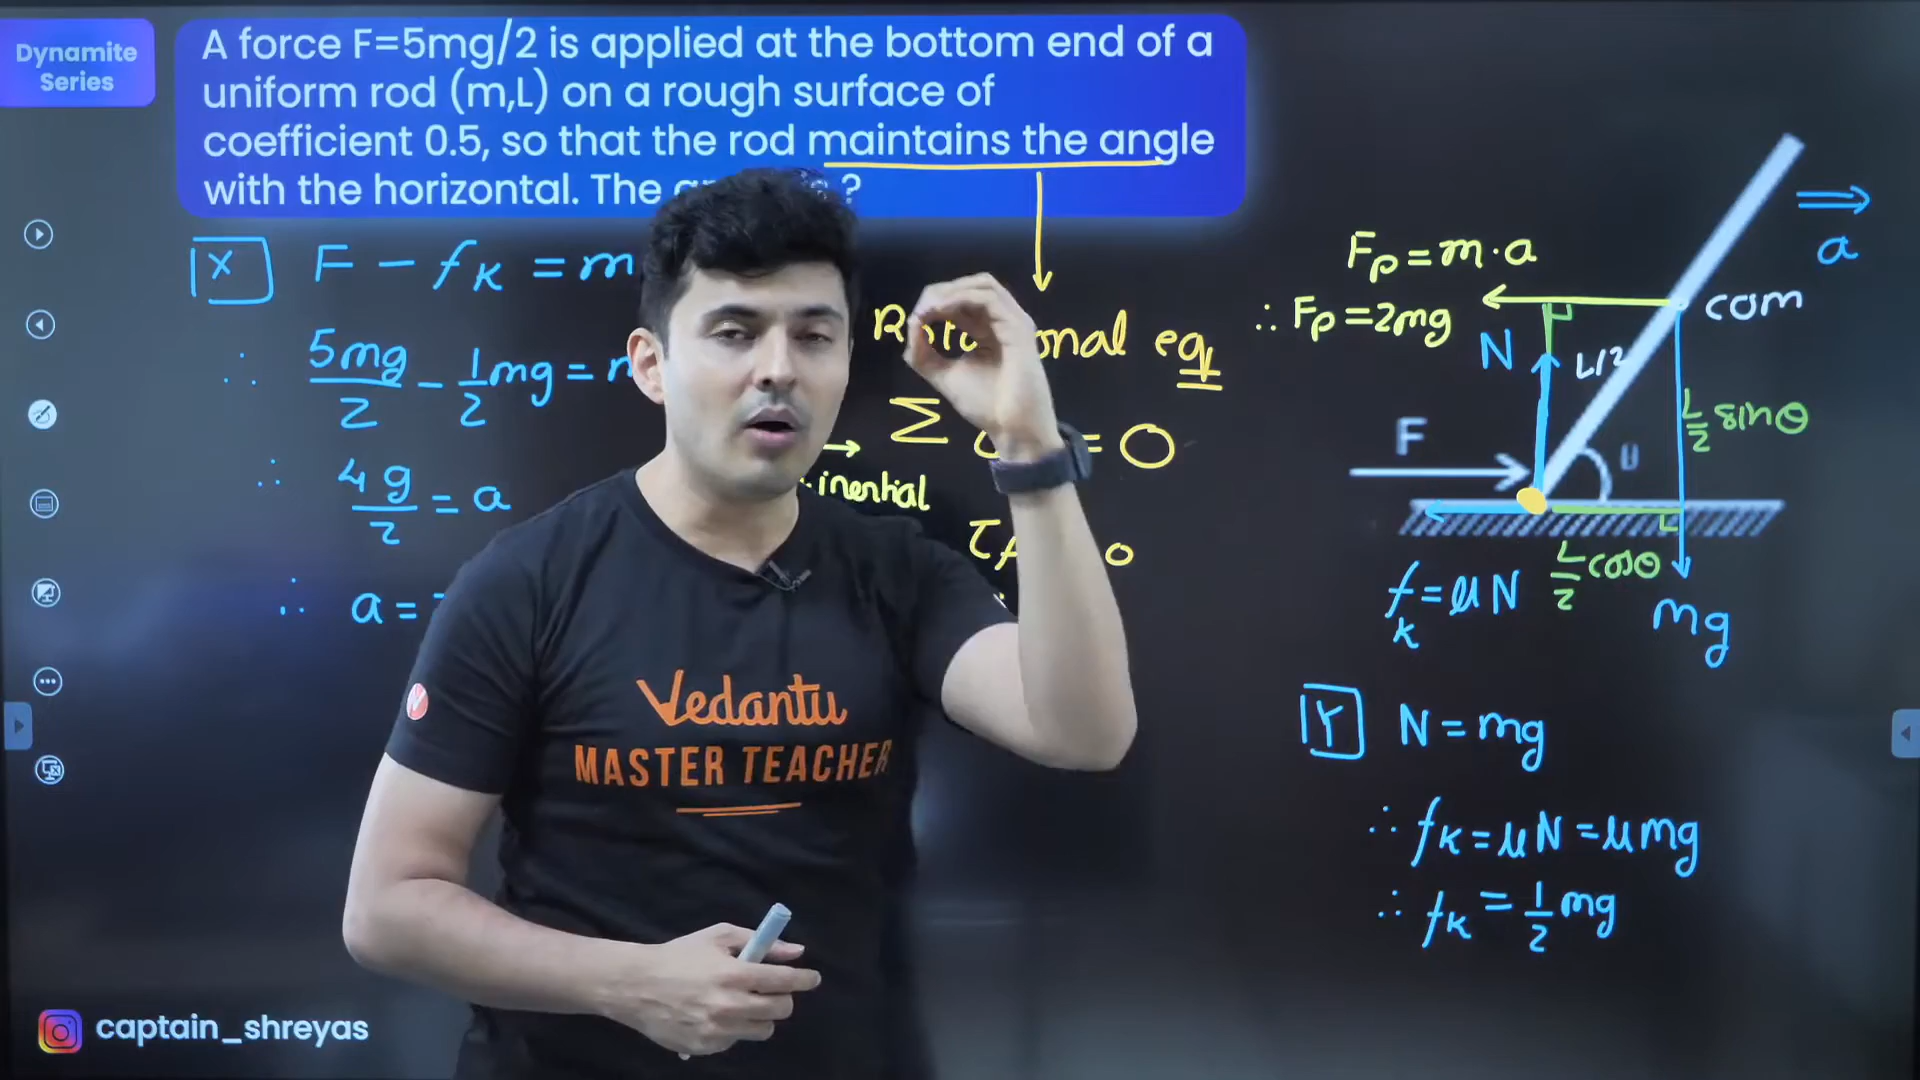 Dynamite
Series
A force F=5mg/2 is applied at the bottom end of a
uniform rod (m,L) on a rough surface of
coefficient 0.5, so that the rod maintains the angle
with the horizontal. The ?
X F - fK = m
∴ 5mg/2 - 1/2 mg =
∴ 4g/2 = a
∴ a =
eq
Σ = 0
inertial
0
Fp = m·a
∴ Fp = 2mg
a
com
N
L/2
L/2 sinθ
F
θ
L/2 cosθ
fk = μN
mg
Y N = mg
∴ fK = μN = μmg
∴ fK = 1/2 mg
Vedantu
MASTER TEACHER
captain_shreyas